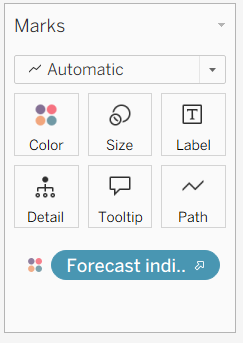 Marks
Automatic
Color
Size
Label
Detail
Tooltip
Path
Forecast indi..